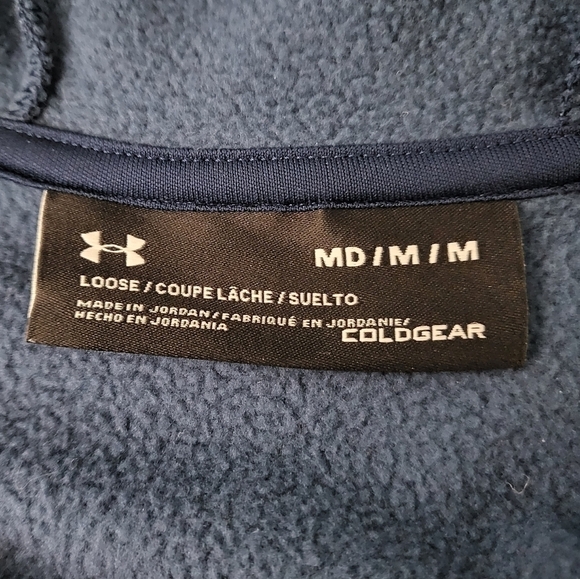 MD/M/M
LOOSE/COUPE LÂCHE/SUELTO
MADE IN JORDAN/FABRIQUÉ EN JORDANIE/
HECHO EN JORDANIA
COLDGEAR